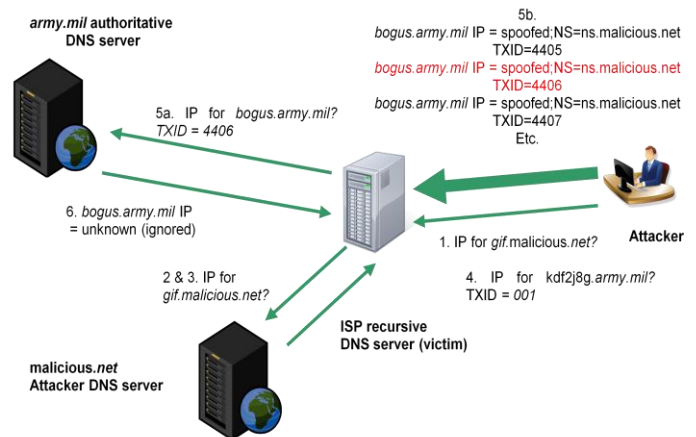 army.mil authoritative
DNS server
5b.
bogus.army.mil IP = spoofed;NS=ns.malicious.net
TXID=4405
bogus.army.mil IP = spoofed;NS=ns.malicious.net
TXID=4406
bogus.army.mil IP = spoofed;NS=ns.malicious.net
TXID=4407
Etc.
5a. IP for bogus.army.mil?
TXID = 4406
6. bogus.army.mil IP
= unknown (ignored)
Attacker
1. IP for gif.malicious.net?
4. IP for kdf2j8g.army.mil?
TXID = 001
2 & 3. IP for
gif.malicious.net?
ISP recursive
DNS server (victim)
malicious.net
Attacker DNS server